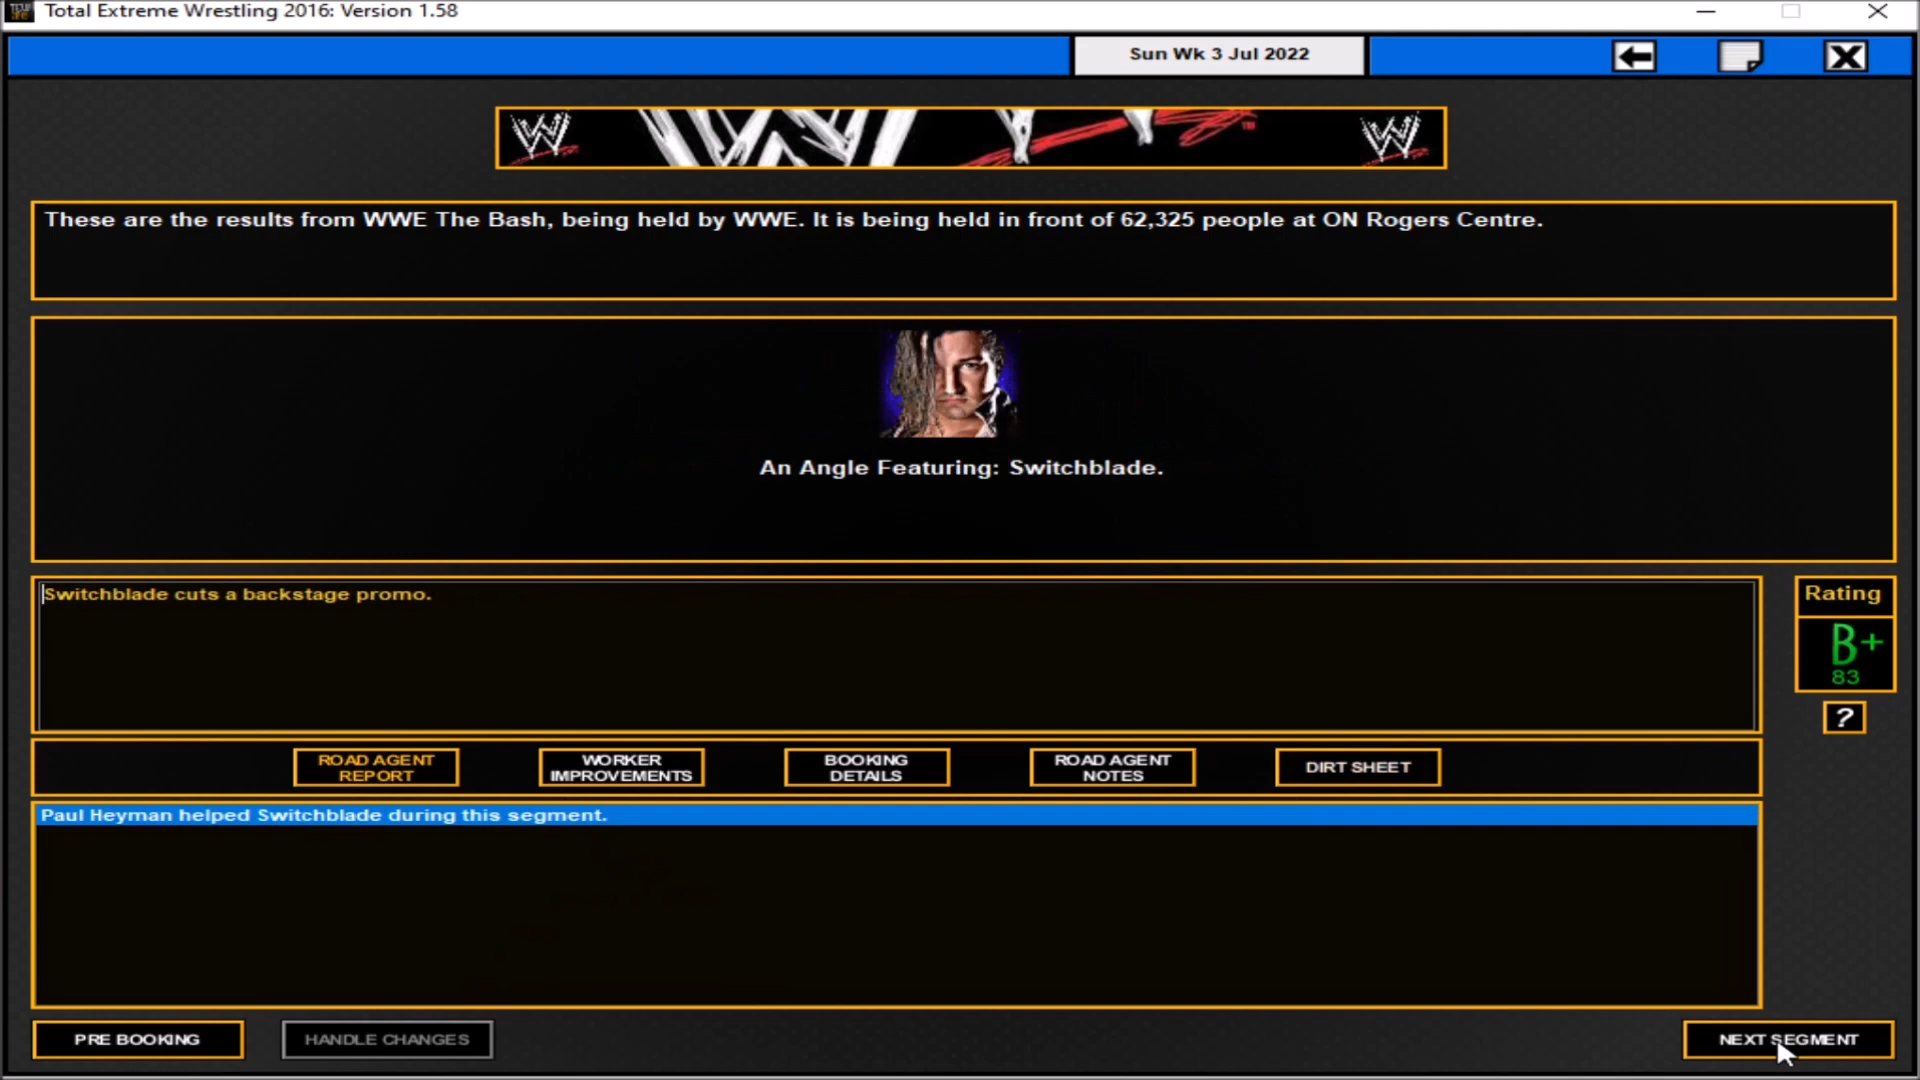 Total Extreme Wrestling 2016: Version 1.58
Sun Wk 3 Jul 2022
These are the results from WWE The Bash, being held by WWE. It is being held in front of 62,325 people at ON Rogers Centre.
An Angle Featuring: Switchblade.
Switchblade cuts a backstage promo.
Rating
B+
83
?
ROAD AGENT
REPORT
WORKER
IMPROVEMENTS
BOOKING
DETAILS
ROAD AGENT
NOTES
DIRT SHEET
Paul Heyman helped Switchblade during this segment.
PRE BOOKING
HANDLE CHANGES
NEXT SEGMENT